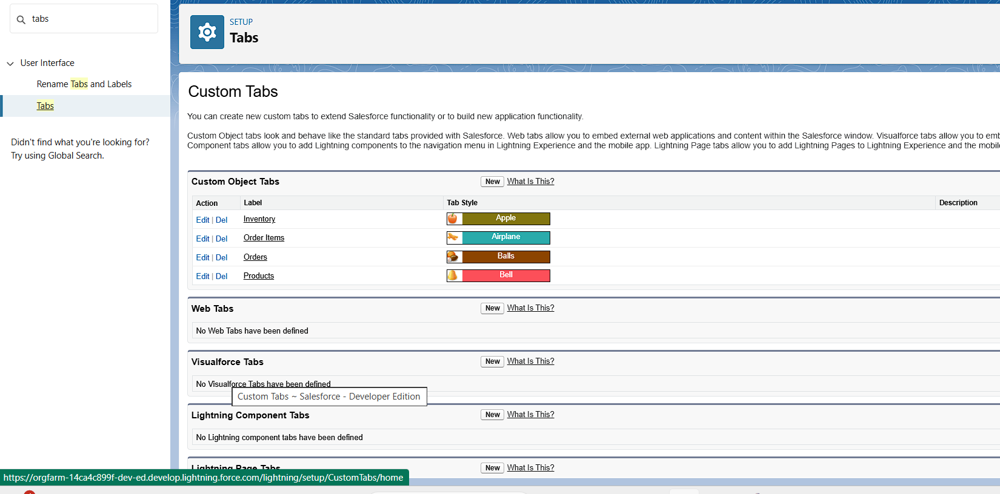 tabs
SETUP
Tabs
User Interface
Rename Tabs and Labels
Tabs
Didn't find what you're looking for?
Try using Global Search.
Custom Tabs
You can create new custom tabs to extend Salesforce functionality or to build new application functionality.
Custom Object tabs look and behave like the standard tabs provided with Salesforce. Web tabs allow you to embed external web applications and content within the Salesforce window. Visualforce tabs allow you to
Component tabs allow you to add Lightning components to the navigation menu in Lightning Experience and the mobile app. Lightning Page tabs allow you to add Lightning Pages to Lightning Experience and the
Custom Object Tabs New What Is This?
Action Label Tab Style Description
Edit | Del Inventory Apple
Edit | Del Order Items Airplane
Edit | Del Orders Balls
Edit | Del Products Bell
Web Tabs New What Is This?
No Web Tabs have been defined
Visualforce Tabs New What Is This?
No Visualforce Tabs have been defined
Custom Tabs ~ Salesforce - Developer Edition
Lightning Component Tabs New What Is This?
No Lightning component tabs have been defined
Lightning Page Tabs New What Is This?
https://orgfarm-14ca4c899f-dev-ed.develop.lightning.force.com/lightning/setup/CustomTabs/home